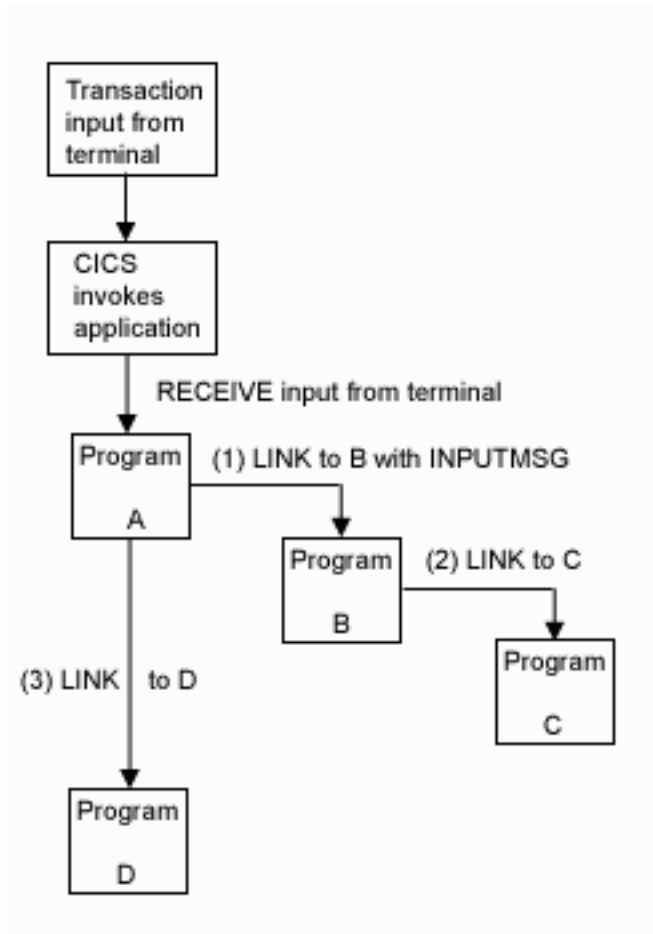 Transaction
input from
terminal
CICS
invokes
application
RECEIVE input from terminal
Program
A
(1) LINK to B with INPUTMSG
Program
B
(2) LINK to C
Program
C
(3) LINK to D
Program
D